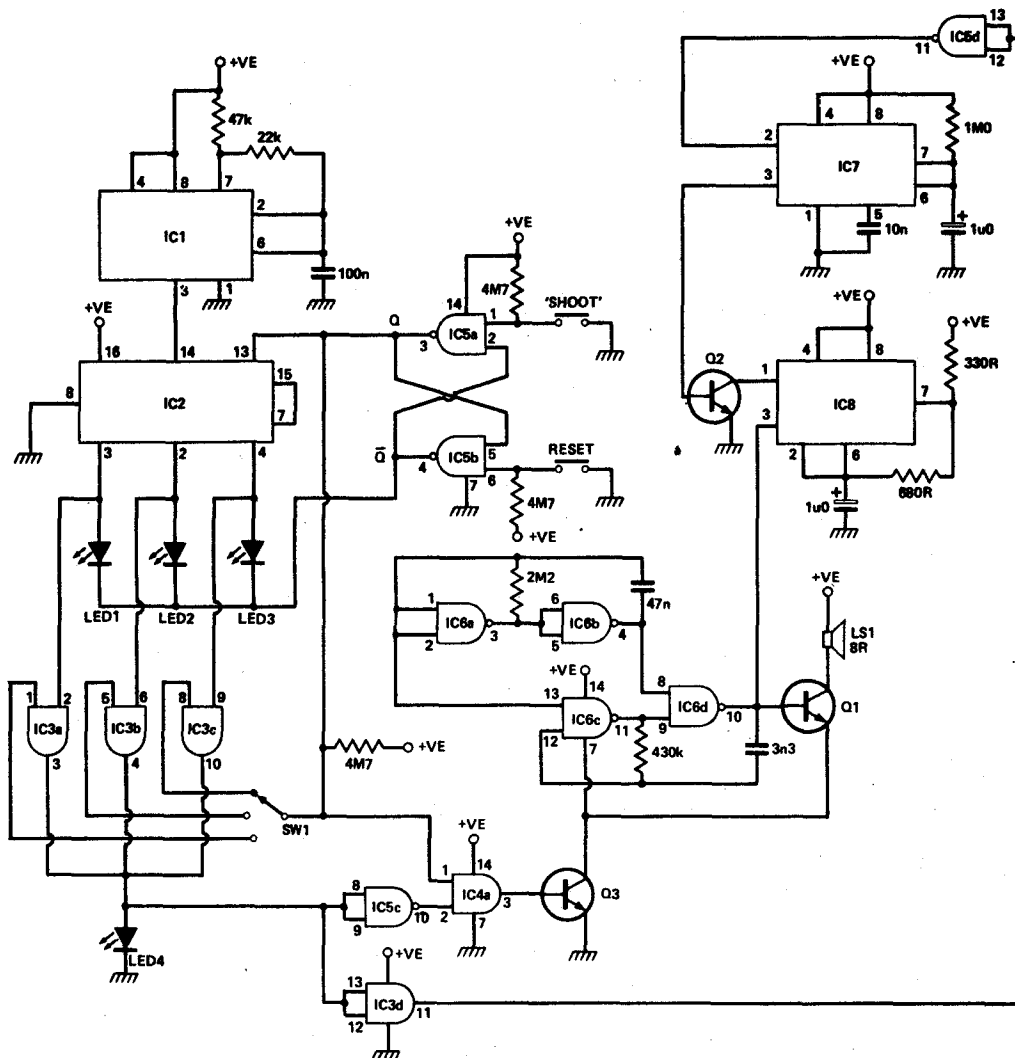 13
IC5d
11
12
+VE
+VE
47k
22k
4
8
7
2
IC1
6
3
1
100n
4
8
1M0
2
7
IC7
3
6
1
5
10n
1u0
+
+VE
+VE
4M7
14
'SHOOT'
Q
1
IC5a
3
2
+VE
16
14
13
8
15
IC2
7
3
2
4
Q̅
5
IC5b
4
RESET
6
7
4M7
+VE
+VE
+VE
4
8
330R
Q2
1
7
IC8
3
2
6
680R
+
1u0
LED1
LED2
LED3
2M2
47n
1
IC6a
3
2
6
IC6b
4
5
+VE
14
13
IC6c
11
12
7
8
IC6d
10
9
430k
3n3
+VE
LS1
8R
Q1
1
2
IC3a
3
5
6
IC3b
4
8
9
IC3c
10
4M7
+VE
SW1
+VE
14
1
IC4a
3
2
7
8
IC5c
10
9
Q3
LED4
+VE
13
IC3d
11
12